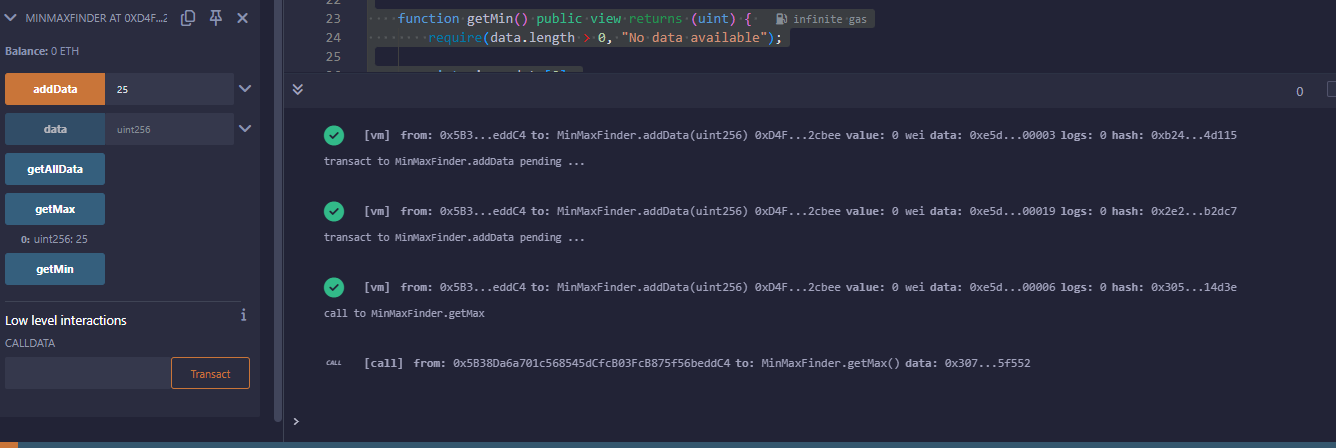 MINMAXFINDER AT 0XD4F...2
Balance: 0 ETH
addData 25
data uint256
getAllData
getMax
0: uint256: 25
getMin
Low level interactions
CALLDATA
Transact
23 function getMin() public view returns (uint) { infinite gas
24 require(data.length > 0, "No data available");
25
0
[vm] from: 0x5B3...eddC4 to: MinMaxFinder.addData(uint256) 0xD4F...2cbee value: 0 wei data: 0xe5d...00003 logs: 0 hash: 0xb24...4d115
transact to MinMaxFinder.addData pending ...
[vm] from: 0x5B3...eddC4 to: MinMaxFinder.addData(uint256) 0xD4F...2cbee value: 0 wei data: 0xe5d...00019 logs: 0 hash: 0x2e2...b2dc7
transact to MinMaxFinder.addData pending ...
[vm] from: 0x5B3...eddC4 to: MinMaxFinder.addData(uint256) 0xD4F...2cbee value: 0 wei data: 0xe5d...00006 logs: 0 hash: 0x305...14d3e
call to MinMaxFinder.getMax
CALL [call] from: 0x5B38Da6a701c568545dCfcB03FcB875f56beddC4 to: MinMaxFinder.getMax() data: 0x307...5f552
>